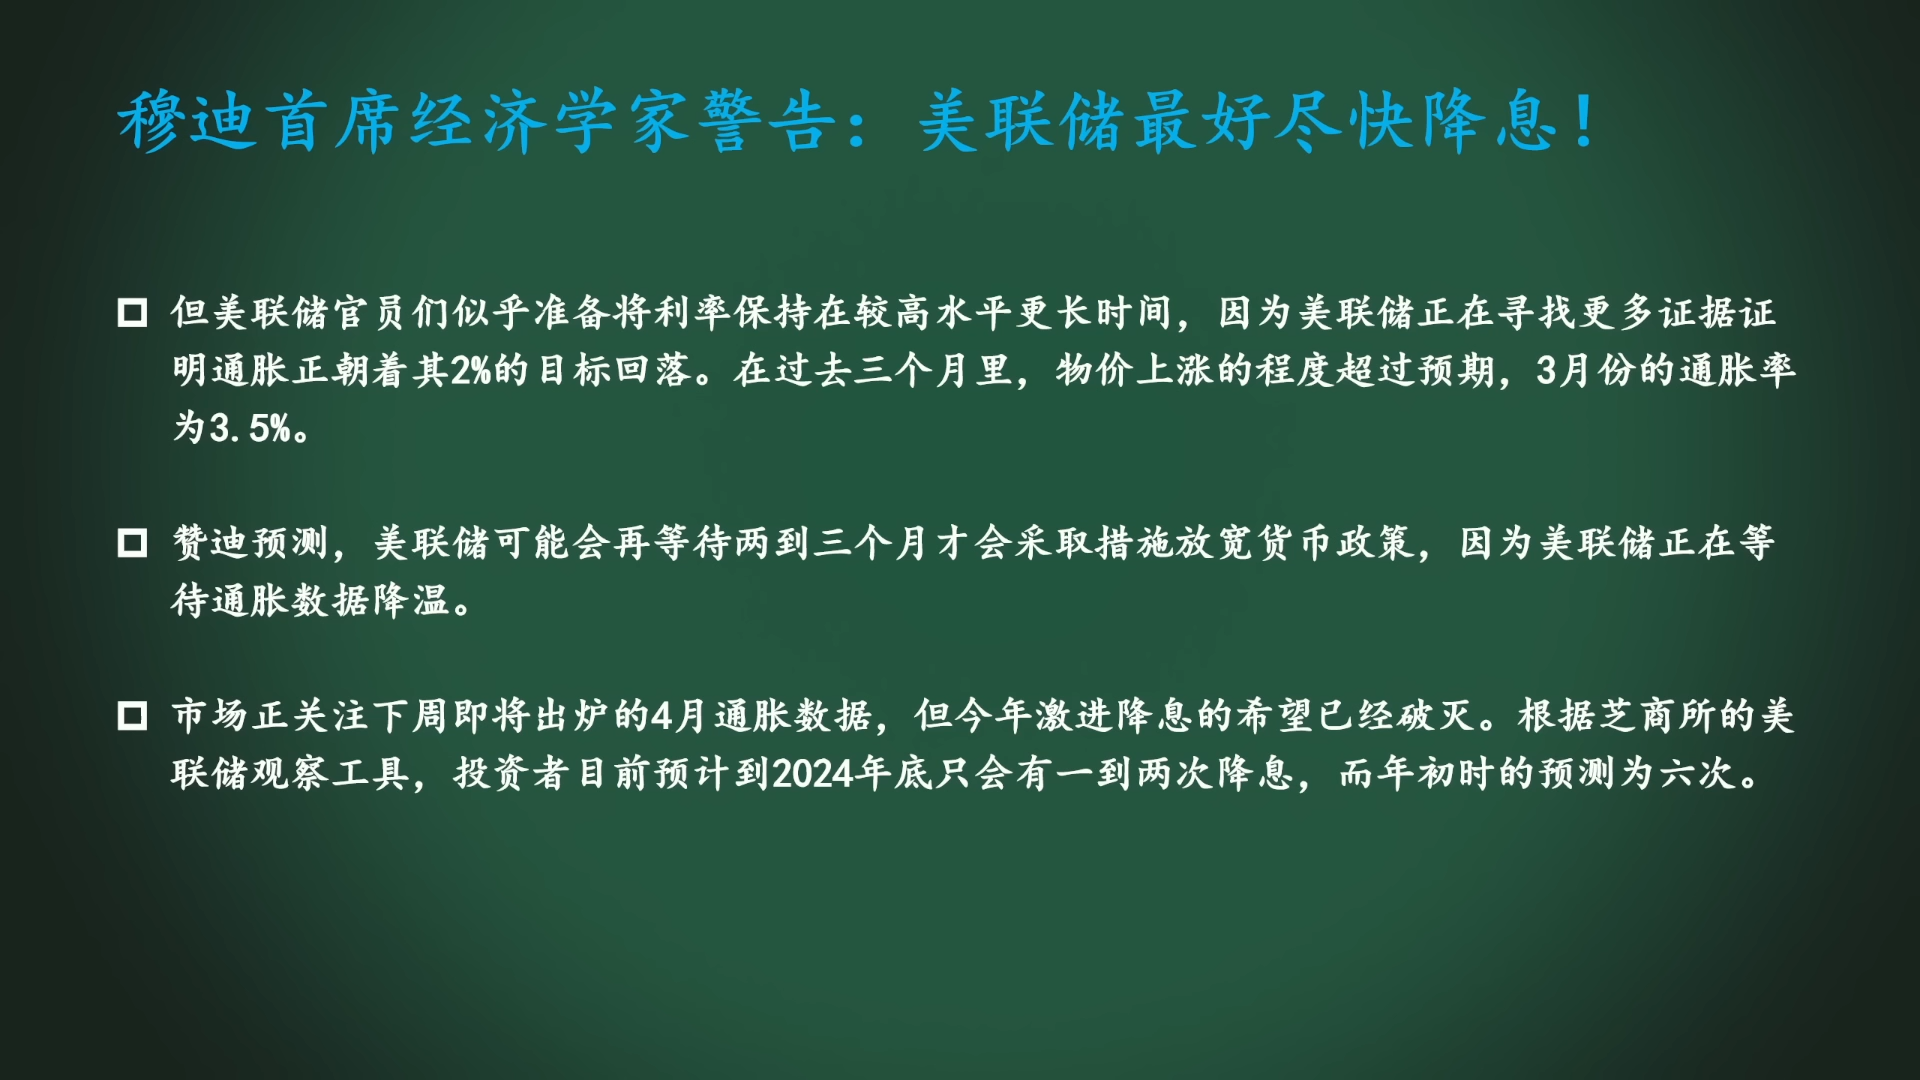 穆迪首席经济学家警告：美联储最好尽快降息！
但美联储官员们似乎准备将利率保持在较高水平更长时间，因为美联储正在寻找更多证据证
明通胀正朝着其2%的目标回落。在过去三个月里，物价上涨的程度超过预期，3月份的通胀率
为3.5%。
赞迪预测，美联储可能会再等待两到三个月才会采取措施放宽货币政策，因为美联储正在等
待通胀数据降温。
市场正关注下周即将出炉的4月通胀数据，但今年激进降息的希望已经破灭。根据芝商所的美
联储观察工具，投资者目前预计到2024年底只会有一到两次降息，而年初时的预测为六次。